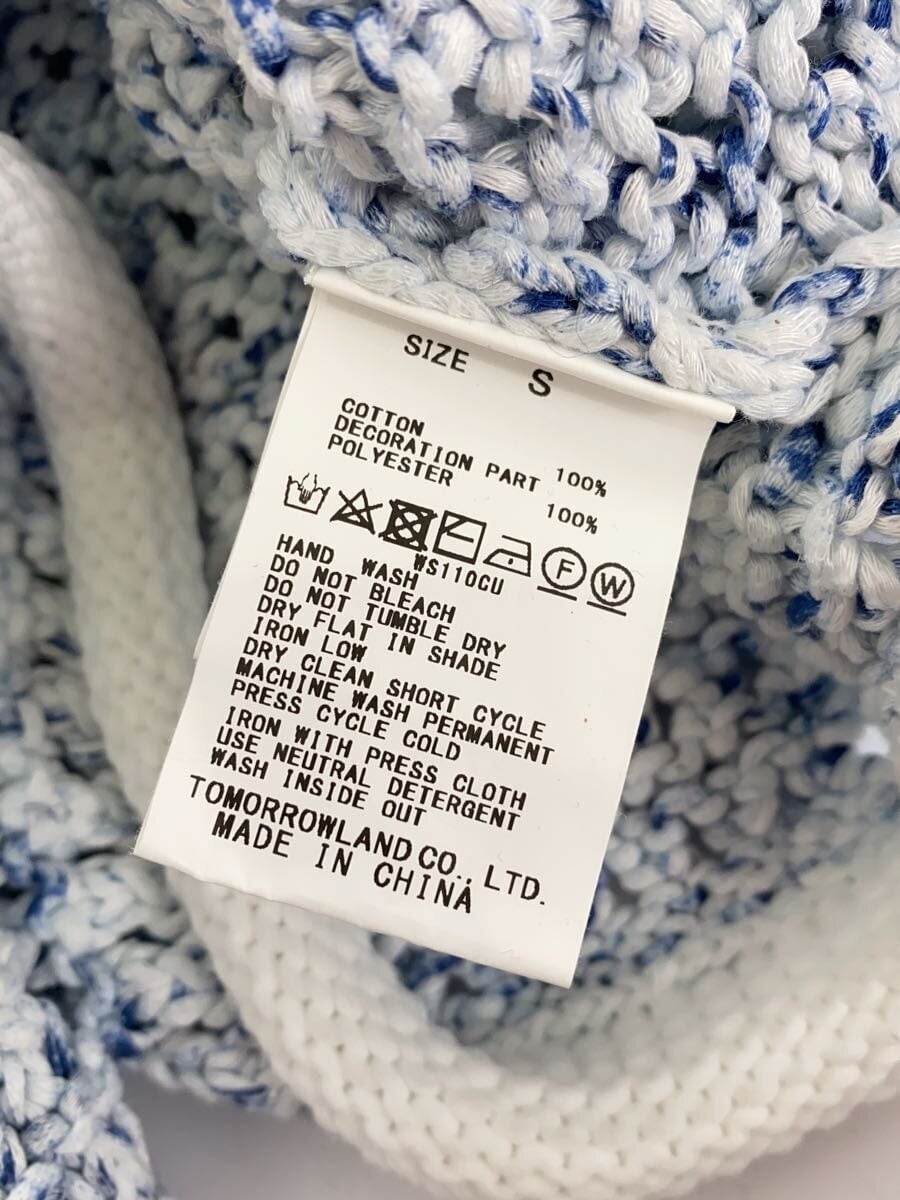 SIZE S
COTTON 100%
DECORATION PART
POLYESTER 100%
F W
WS110CU
HAND WASH
DO NOT BLEACH
DO NOT TUMBLE DRY
DRY FLAT IN SHADE
IRON LOW
DRY CLEAN SHORT CYCLE
MACHINE WASH PERMANENT
PRESS CYCLE COLD
IRON WITH PRESS CLOTH
USE NEUTRAL DETERGENT
WASH INSIDE OUT
TOMORROWLAND CO., LTD.
MADE IN CHINA